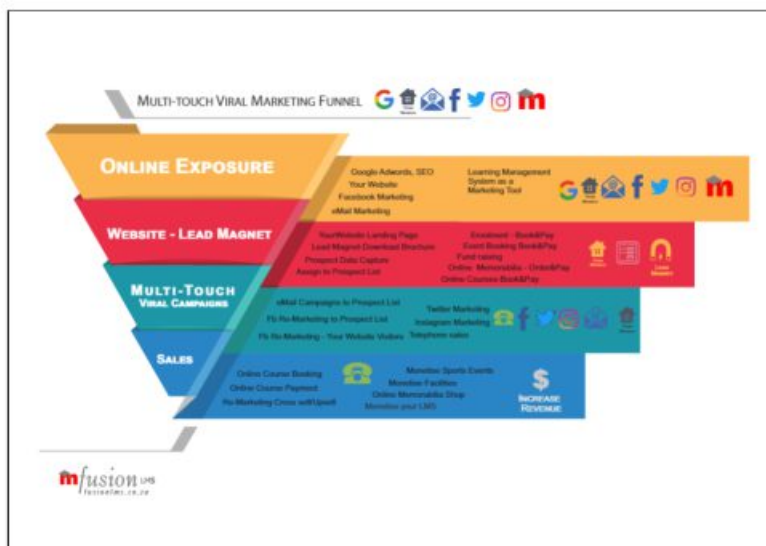 MULTI-TOUCH VIRAL MARKETING FUNNEL
ONLINE EXPOSURE
Google Adwords, SEO
Your Website
Facebook Marketing
eMail Marketing
Learning Management
System as a
Marketing Tool
WEBSITE - LEAD MAGNET
YourWebsite Landing Page
Lead Magnet Download Brochure
Prospect Data Capture
Assign to Prospect List
Enrolment - Book&Pay
Event Booking Book&Pay
Fund raising
Online Memorabilia - Order&Pay
Online Courses Book&Pay
LEAD
MAGNET
MULTI-TOUCH
VIRAL CAMPAIGNS
eMail Campaigns to Prospect List
Fb Re-Marketing to Prospect List
Fb Re-Marketing - Your Website Visitors
Twitter Marketing
Instagram Marketing
Telephone sales
SALES
Online Course Booking
Online Course Payment
Re-Marketing Cross sell/Upsell
Monetise Sports Events
Monetise Facilities
Online Memorabilia Shop
Monetise your LMS
$
INCREASE
REVENUE
mfusion LMS
fusionlms.co.za